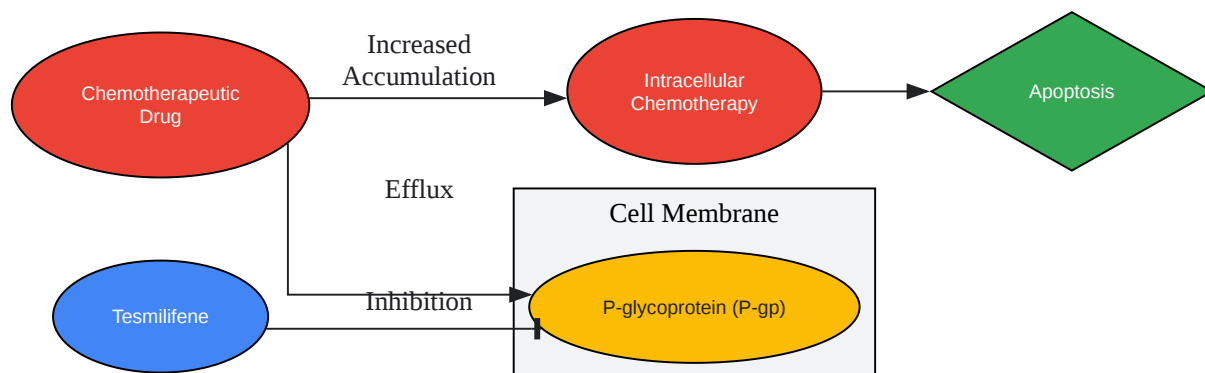 Chemotherapeutic
Drug
Increased
Accumulation
Intracellular
Chemotherapy
Apoptosis
Efflux
Cell Membrane
Tesmilifene
Inhibition
P-glycoprotein (P-gp)